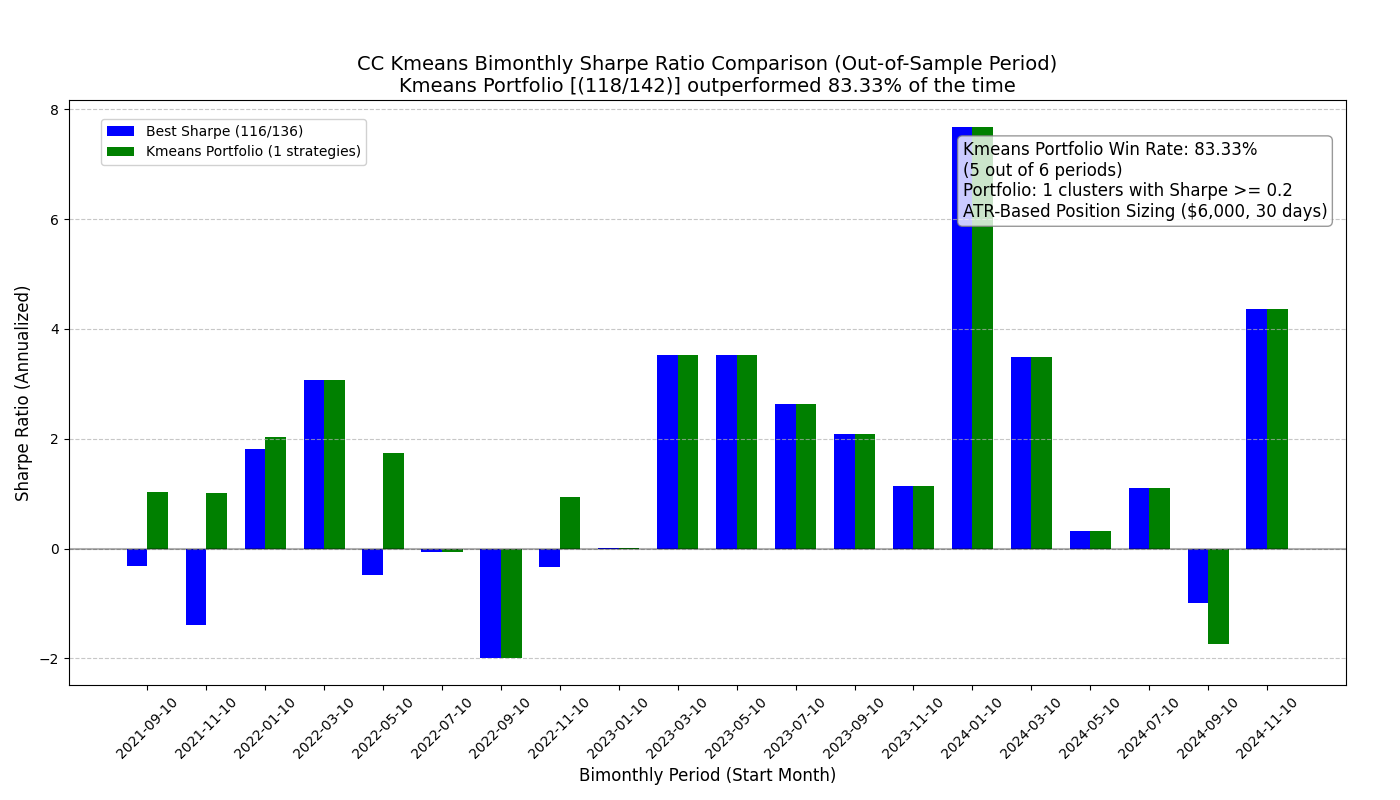 CC Kmeans Bimonthly Sharpe Ratio Comparison (Out-of-Sample Period)
Kmeans Portfolio [(118/142)] outperformed 83.33% of the time
Best Sharpe (116/136)
Kmeans Portfolio (1 strategies)
Kmeans Portfolio Win Rate: 83.33%
(5 out of 6 periods)
Portfolio: 1 clusters with Sharpe >= 0.2
ATR-Based Position Sizing ($6,000, 30 days)
Sharpe Ratio (Annualized)
8
6
4
2
0
−2
2021-09-10
2021-11-10
2022-01-10
2022-03-10
2022-05-10
2022-07-10
2022-09-10
2022-11-10
2023-01-10
2023-03-10
2023-05-10
2023-07-10
2023-09-10
2023-11-10
2024-01-10
2024-03-10
2024-05-10
2024-07-10
2024-09-10
2024-11-10
Bimonthly Period (Start Month)